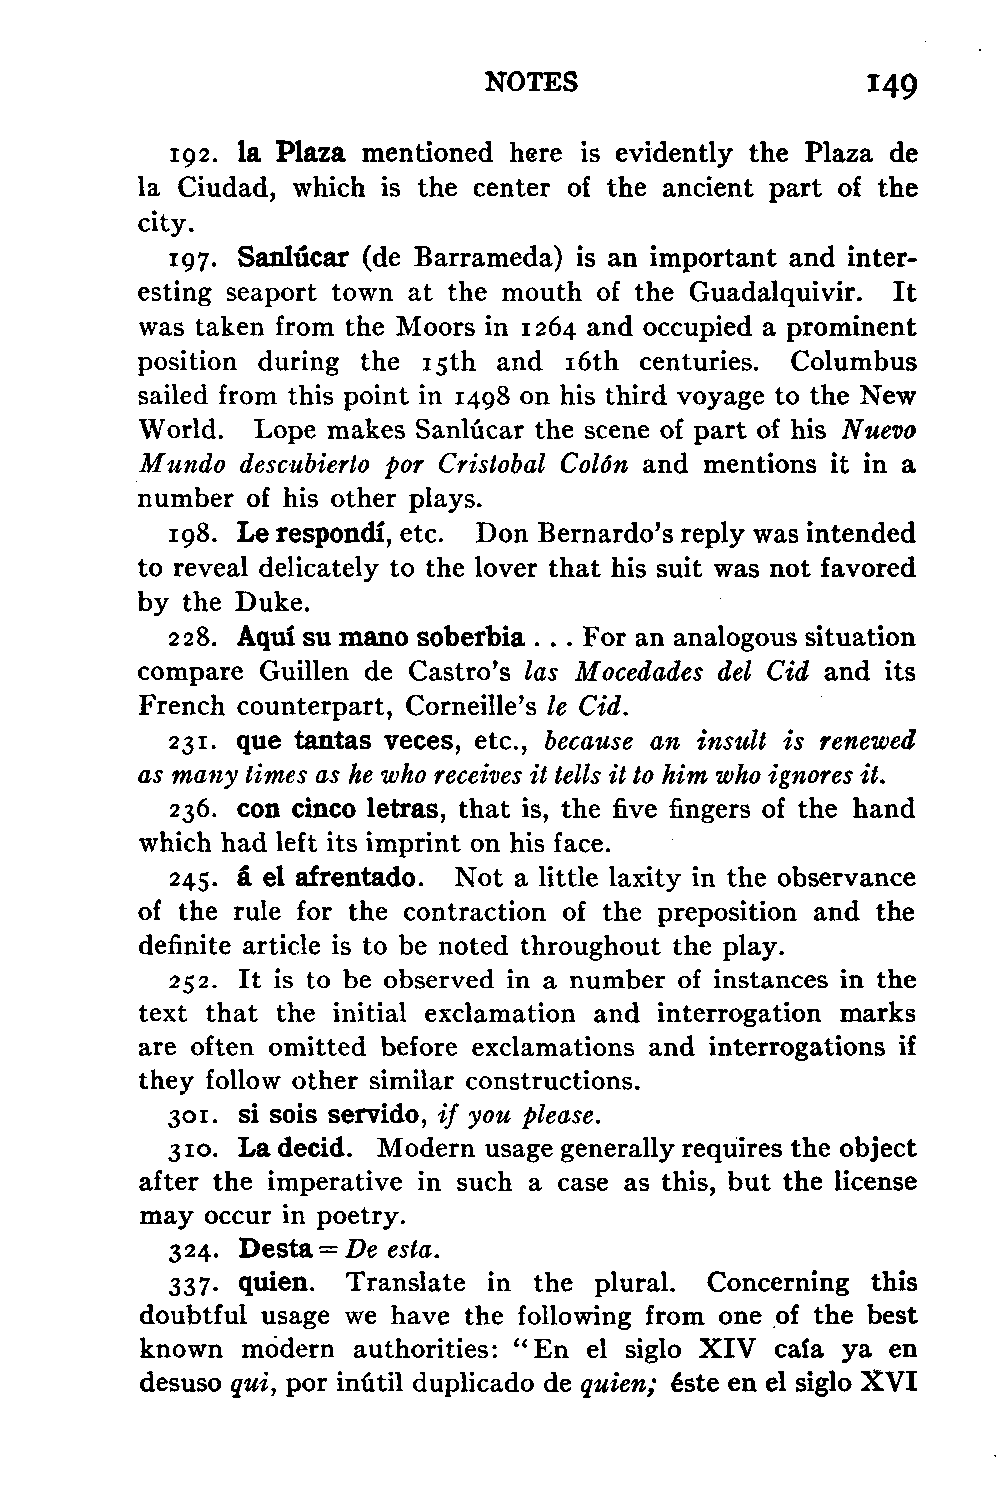 NOTES 149
192. la Plaza mentioned here is evidently the Plaza de
la Ciudad, which is the center of the ancient part of the
city.
197. Sanlúcar (de Barrameda) is an important and inter-
esting seaport town at the mouth of the Guadalquivir. It
was taken from the Moors in 1264 and occupied a prominent
position during the 15th and 16th centuries. Columbus
sailed from this point in 1498 on his third voyage to the New
World. Lope makes Sanlúcar the scene of part of his Nuevo
Mundo descubierto por Cristobal Colón and mentions it in a
number of his other plays.
198. Le respondí, etc. Don Bernardo's reply was intended
to reveal delicately to the lover that his suit was not favored
by the Duke.
228. Aquí su mano soberbia . . . For an analogous situation
compare Guillen de Castro's las Mocedades del Cid and its
French counterpart, Corneille's le Cid.
231. que tantas veces, etc., because an insult is renewed
as many times as he who receives it tells it to him who ignores it.
236. con cinco letras, that is, the five fingers of the hand
which had left its imprint on his face.
245. á el afrentado. Not a little laxity in the observance
of the rule for the contraction of the preposition and the
definite article is to be noted throughout the play.
252. It is to be observed in a number of instances in the
text that the initial exclamation and interrogation marks
are often omitted before exclamations and interrogations if
they follow other similar constructions.
301. si sois servido, if you please.
310. La decid. Modern usage generally requires the object
after the imperative in such a case as this, but the license
may occur in poetry.
324. Desta = De esta.
337. quien. Translate in the plural. Concerning this
doubtful usage we have the following from one of the best
known modern authorities: "En el siglo XIV caía ya en
desuso qui, por inútil duplicado de quien; éste en el siglo XVI